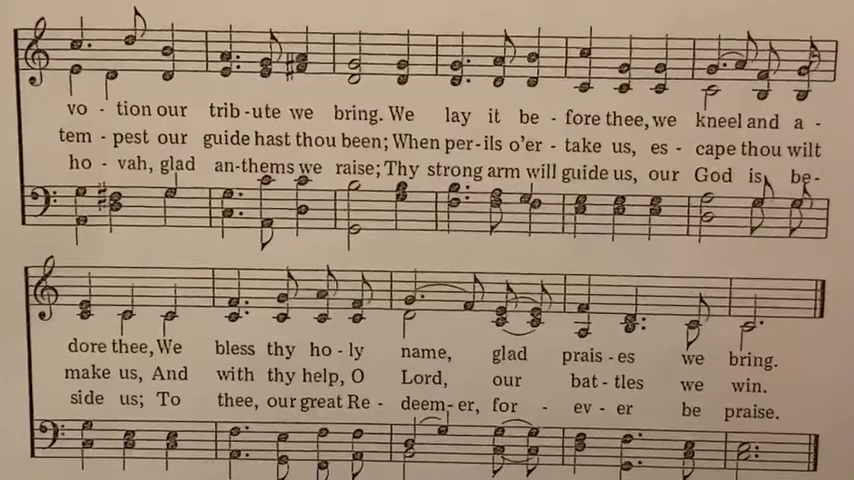 vo - tion our trib - ute we bring. We lay it be - fore thee, we kneel and a -
tem - pest our guide hast thou been; When per - ils o'er - take us, es - cape thou wilt
ho - vah, glad an - thems we raise; Thy strong arm will guide us, our God is be -
dore thee, We bless thy ho - ly name, glad prais - es we bring.
make us, And with thy help, O Lord, our bat - tles we win.
side us; To thee, our great Re - deem - er, for - ev - er be praise.